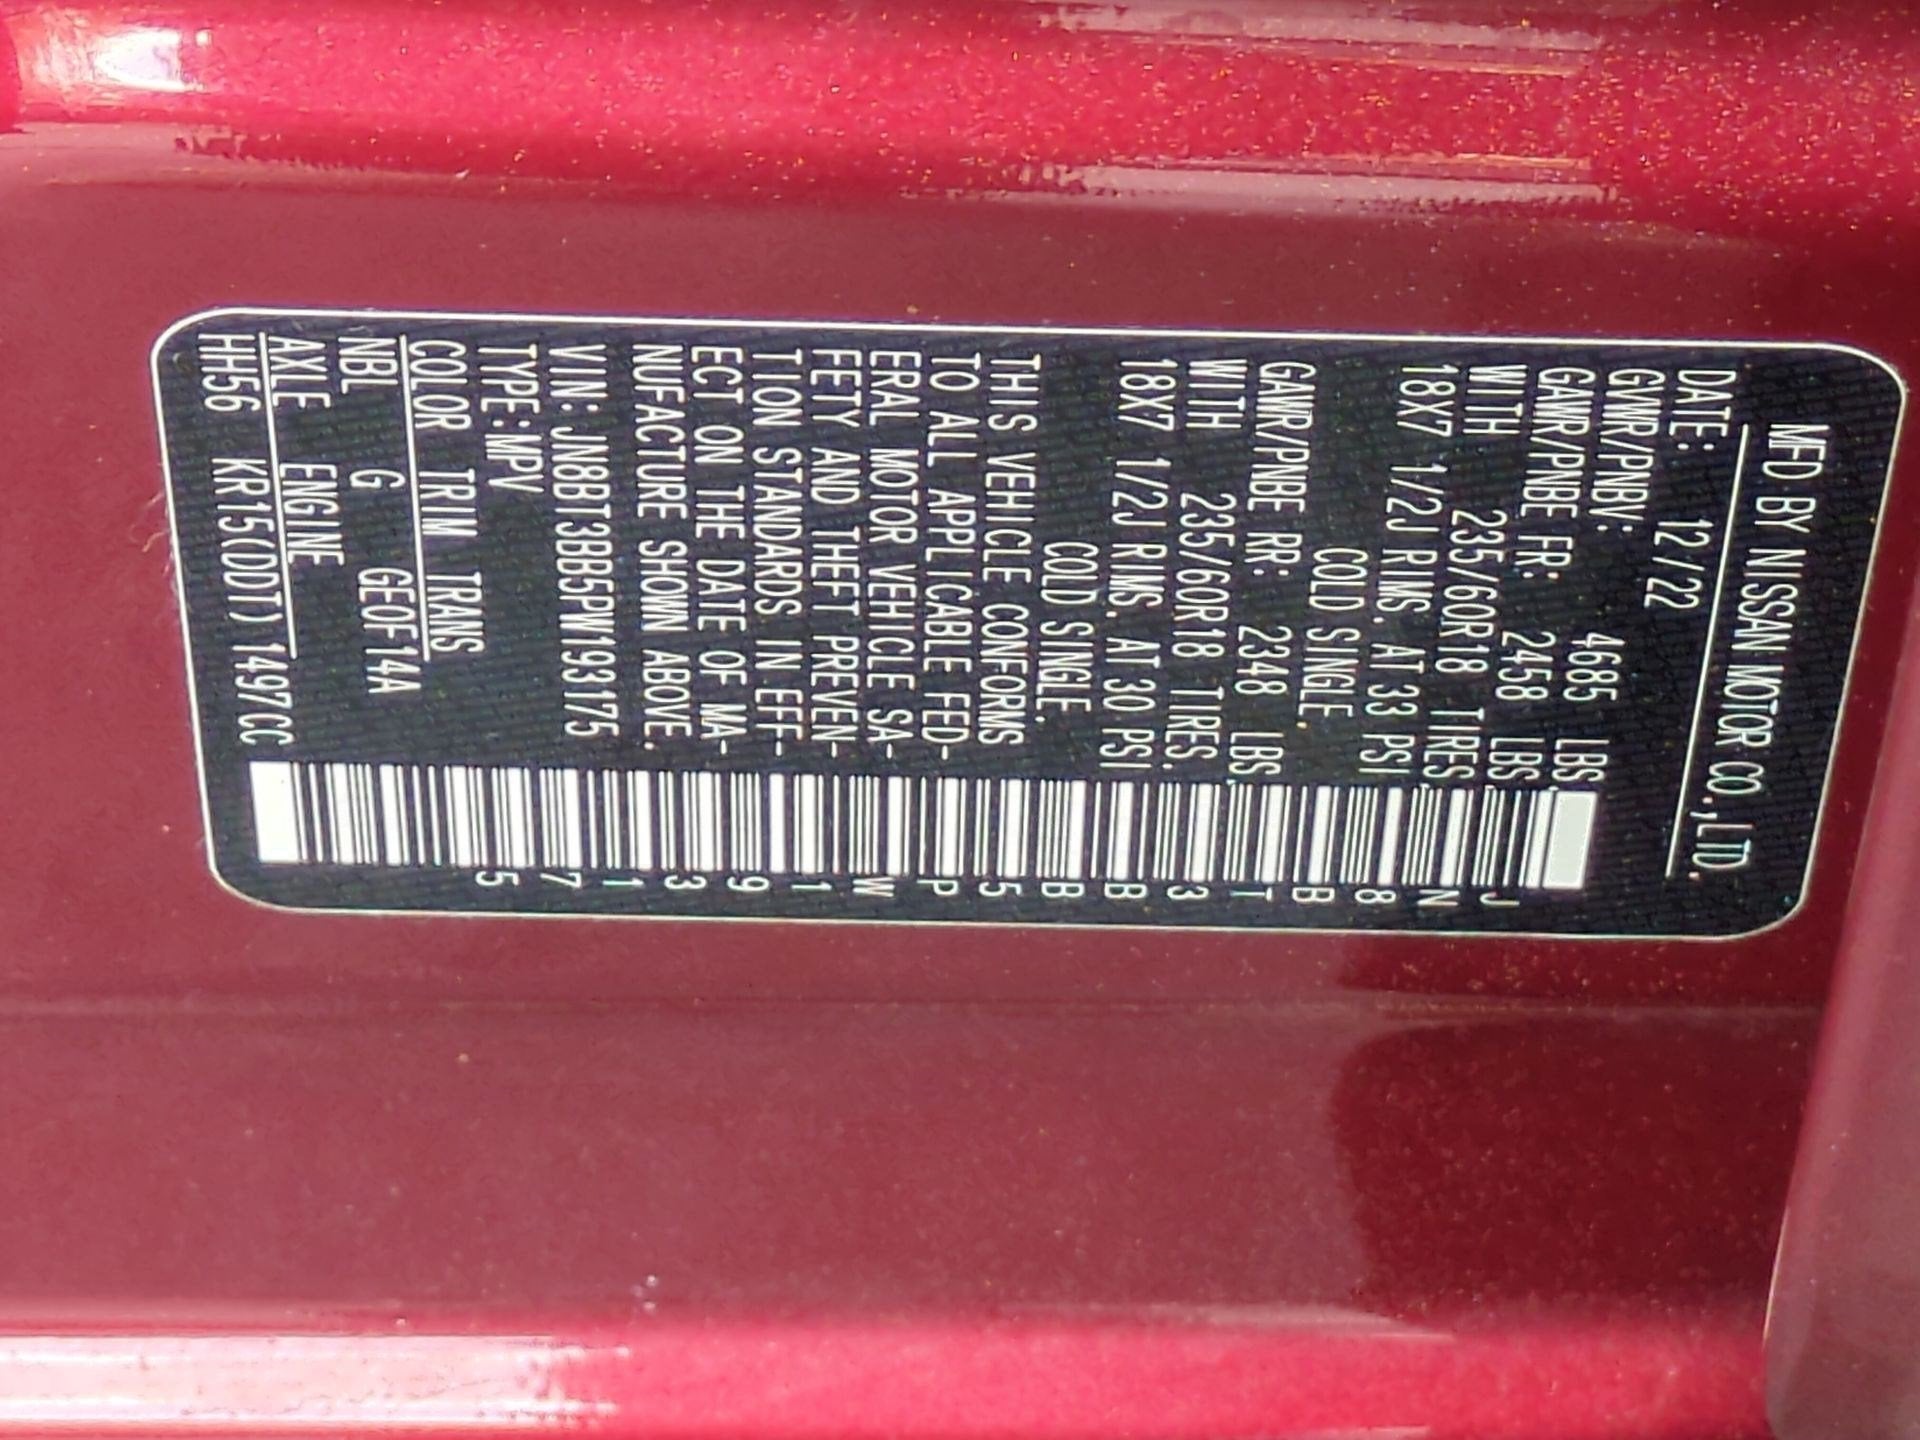 MFD BY NISSAN MOTOR CO.,LTD.
DATE: 12/22
GVWR/PNBV: 4685 LBS
GAWR/PNBE FR: 2458 LBS
WITH 235/60R18 TIRES,
18X7 1/2J RIMS, AT 33 PSI
COLD SINGLE.
GAWR/PNBE RR: 2348 LBS
WITH 235/60R18 TIRES,
18X7 1/2J RIMS, AT 30 PSI
COLD SINGLE.
THIS VEHICLE CONFORMS
TO ALL APPLICABLE FED-
ERAL MOTOR VEHICLE SA-
FETY AND THEFT PREVEN-
TION STANDARDS IN EFF-
ECT ON THE DATE OF MA-
NUFACTURE SHOWN ABOVE.
VIN: JN8BT3BB5PW193175
TYPE:MPV
COLOR TRIM TRANS
NBL G GE0F14A
AXLE ENGINE
HH56 KR15(DDT) 1497CC
J N 8 B T 3 B B 5 P W 1 9 3 1 7 5